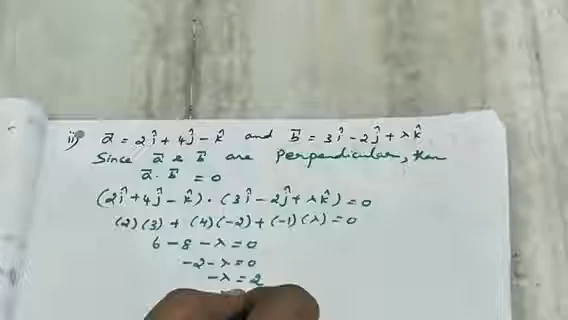 ii) a̅ = 2î + 4ĵ - k̂ and b̅ = 3î - 2ĵ + λk̂
Since a̅ & b̅ are perpendicular, then
a̅ · b̅ = 0
(2î + 4ĵ - k̂) · (3î - 2ĵ + λk̂) = 0
(2)(3) + (4)(-2) + (-1)(λ) = 0
6 - 8 - λ = 0
-2 - λ = 0
-λ = 2